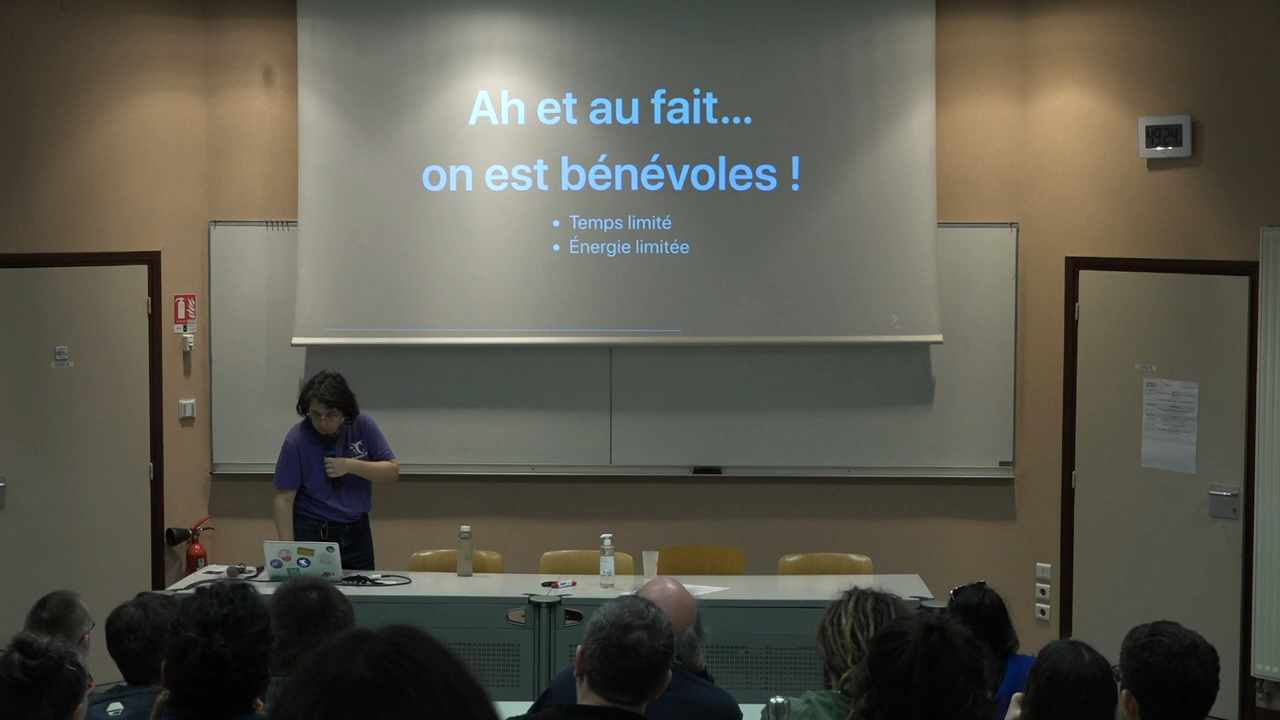 Ah et au fait...
on est bénévoles !
• Temps limité
• Énergie limitée